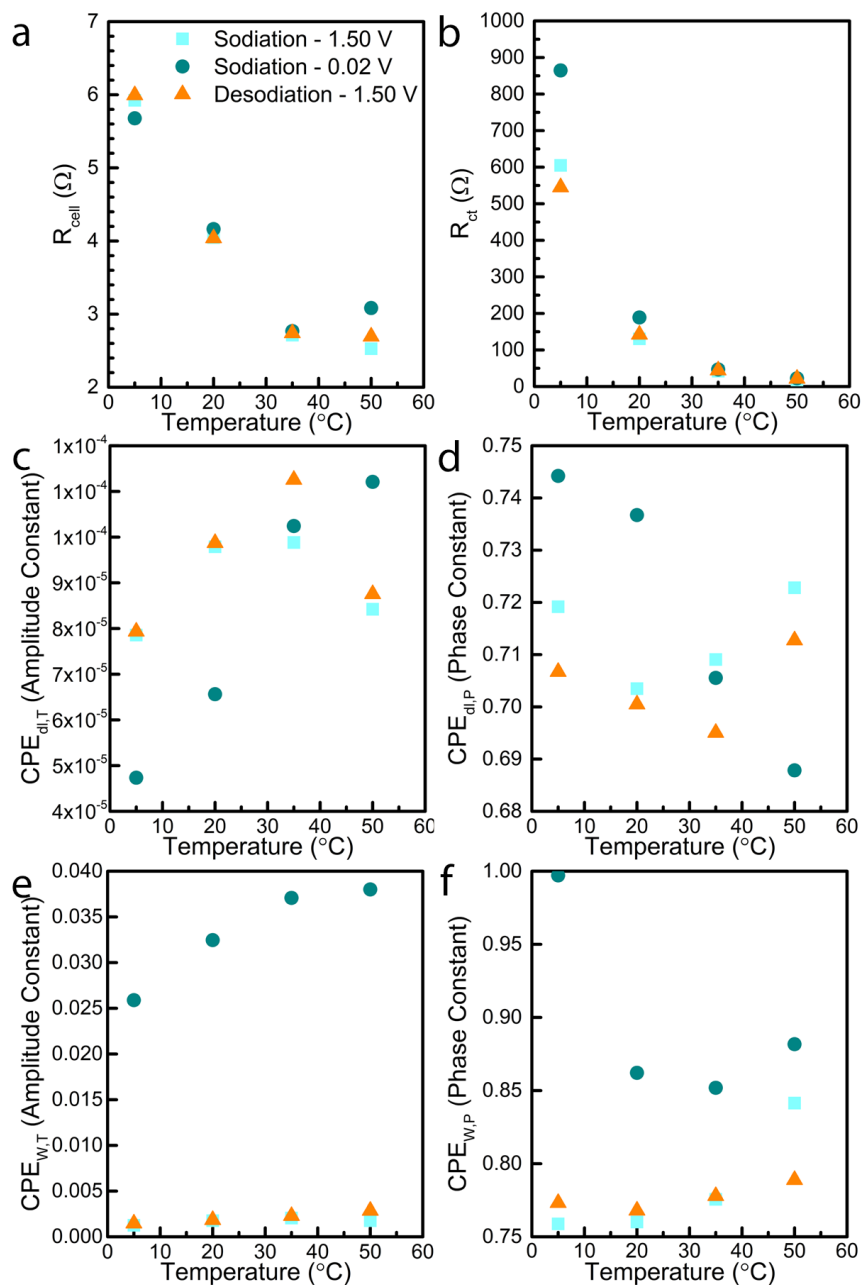 a
7
6
5
4
3
2
R_cell (Ω)
Sodiation - 1.50 V
Sodiation - 0.02 V
Desodiation - 1.50 V
0 10 20 30 40 50 60
Temperature (°C)
b
1000
900
800
700
600
500
400
300
200
100
0
R_ct (Ω)
0 10 20 30 40 50 60
Temperature (°C)
c
1x10⁻⁴
1x10⁻⁴
1x10⁻⁴
9x10⁻⁵
8x10⁻⁵
7x10⁻⁵
6x10⁻⁵
5x10⁻⁵
4x10⁻⁵
CPE_dl,T (Amplitude Constant)
0 10 20 30 40 50 60
Temperature (°C)
d
0.75
0.74
0.73
0.72
0.71
0.70
0.69
0.68
CPE_dl,P (Phase Constant)
0 10 20 30 40 50 60
Temperature (°C)
e
0.040
0.035
0.030
0.025
0.020
0.015
0.010
0.005
0.000
CPE_W,T (Amplitude Constant)
0 10 20 30 40 50 60
Temperature (°C)
f
1.00
0.95
0.90
0.85
0.80
0.75
CPE_W,P (Phase Constant)
0 10 20 30 40 50 60
Temperature (°C)